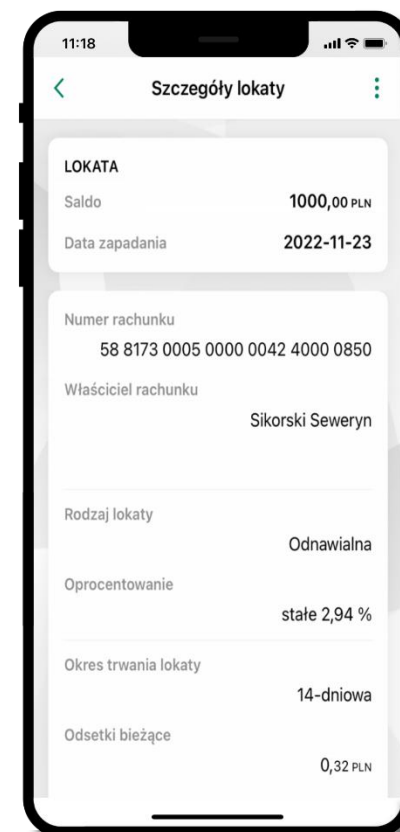 11:18
Szczegóły lokaty
LOKATA
Saldo 1000,00 PLN
Data zapadania 2022-11-23
Numer rachunku
58 8173 0005 0000 0042 4000 0850
Właściciel rachunku
Sikorski Seweryn
Rodzaj lokaty
Odnawialna
Oprocentowanie
stałe 2,94 %
Okres trwania lokaty
14-dniowa
Odsetki bieżące
0,32 PLN